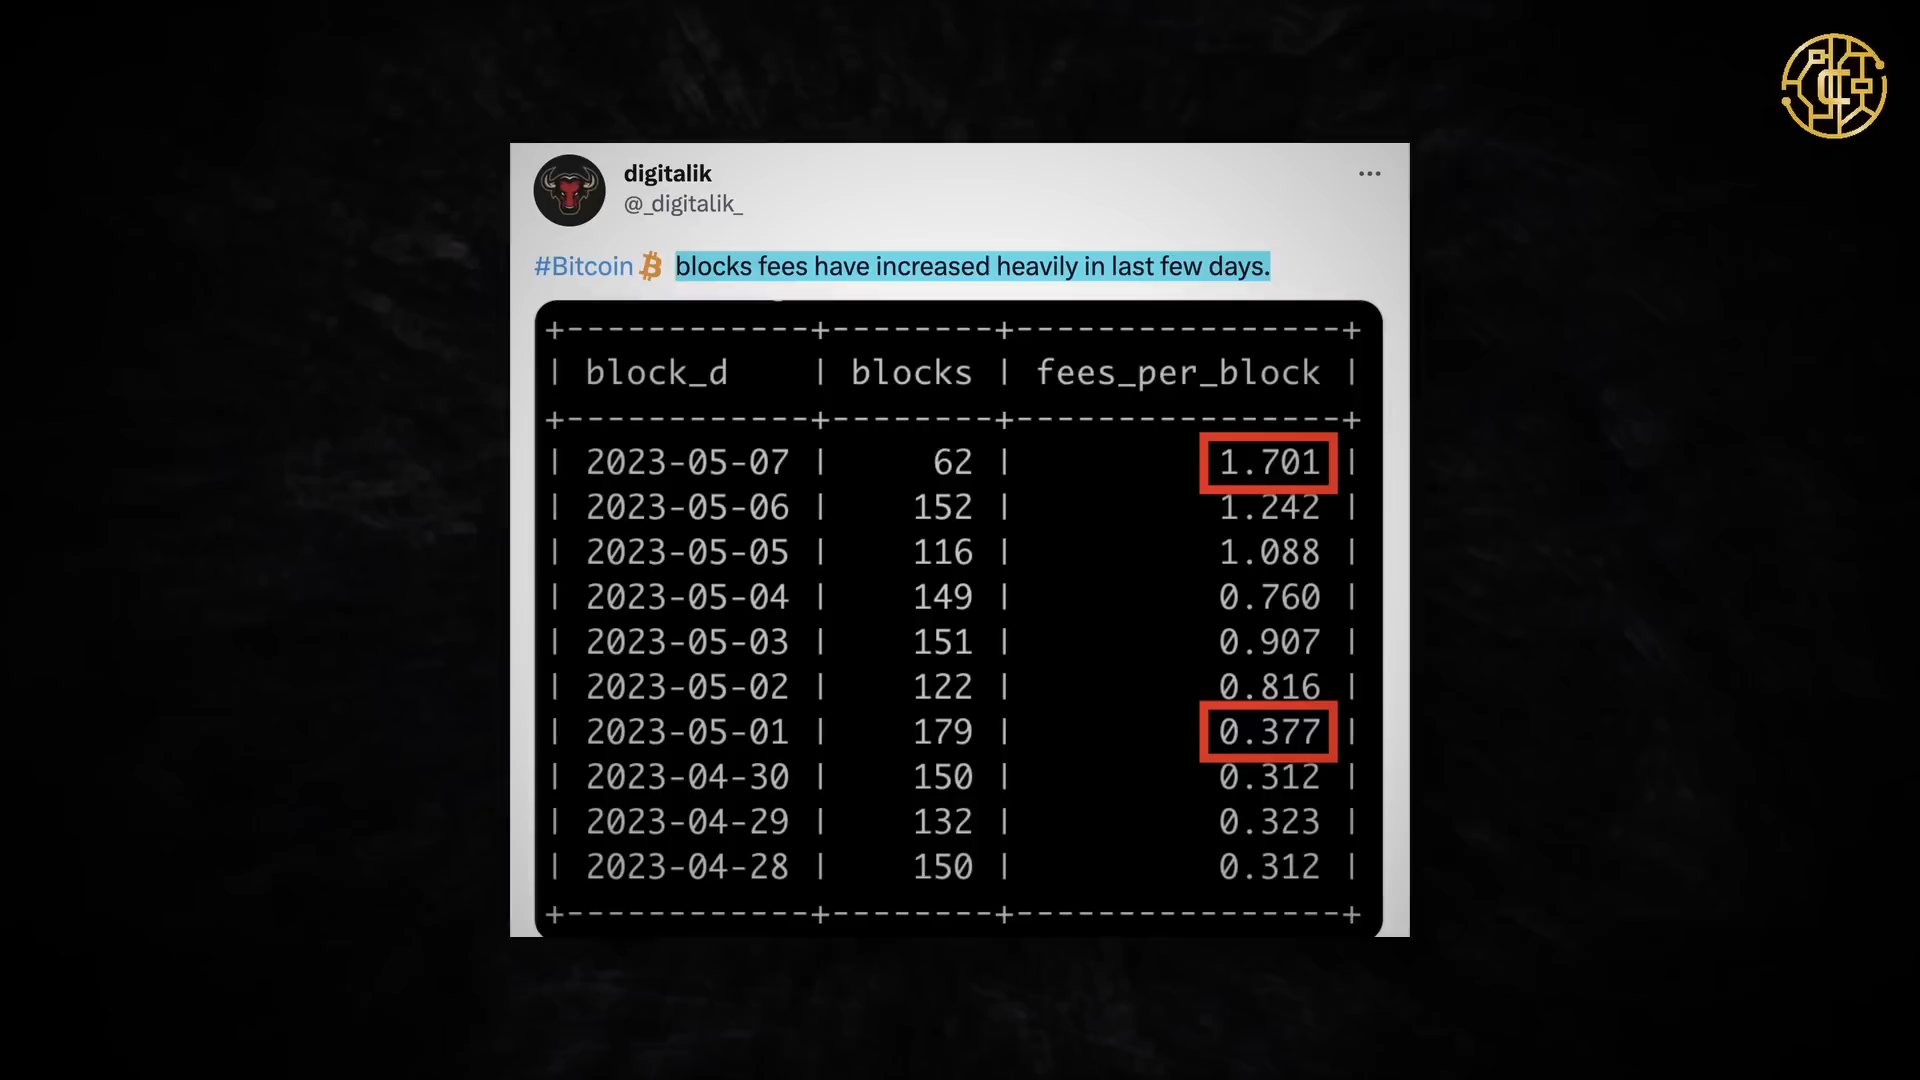 digitalik
@_digitalik_
#Bitcoin blocks fees have increased heavily in last few days.
+------------+--------+----------------+
| block_d | blocks | fees_per_block |
+------------+--------+----------------+
| 2023-05-07 | 62 | 1.701 |
| 2023-05-06 | 152 | 1.242 |
| 2023-05-05 | 116 | 1.088 |
| 2023-05-04 | 149 | 0.760 |
| 2023-05-03 | 151 | 0.907 |
| 2023-05-02 | 122 | 0.816 |
| 2023-05-01 | 179 | 0.377 |
| 2023-04-30 | 150 | 0.312 |
| 2023-04-29 | 132 | 0.323 |
| 2023-04-28 | 150 | 0.312 |
+------------+--------+----------------+